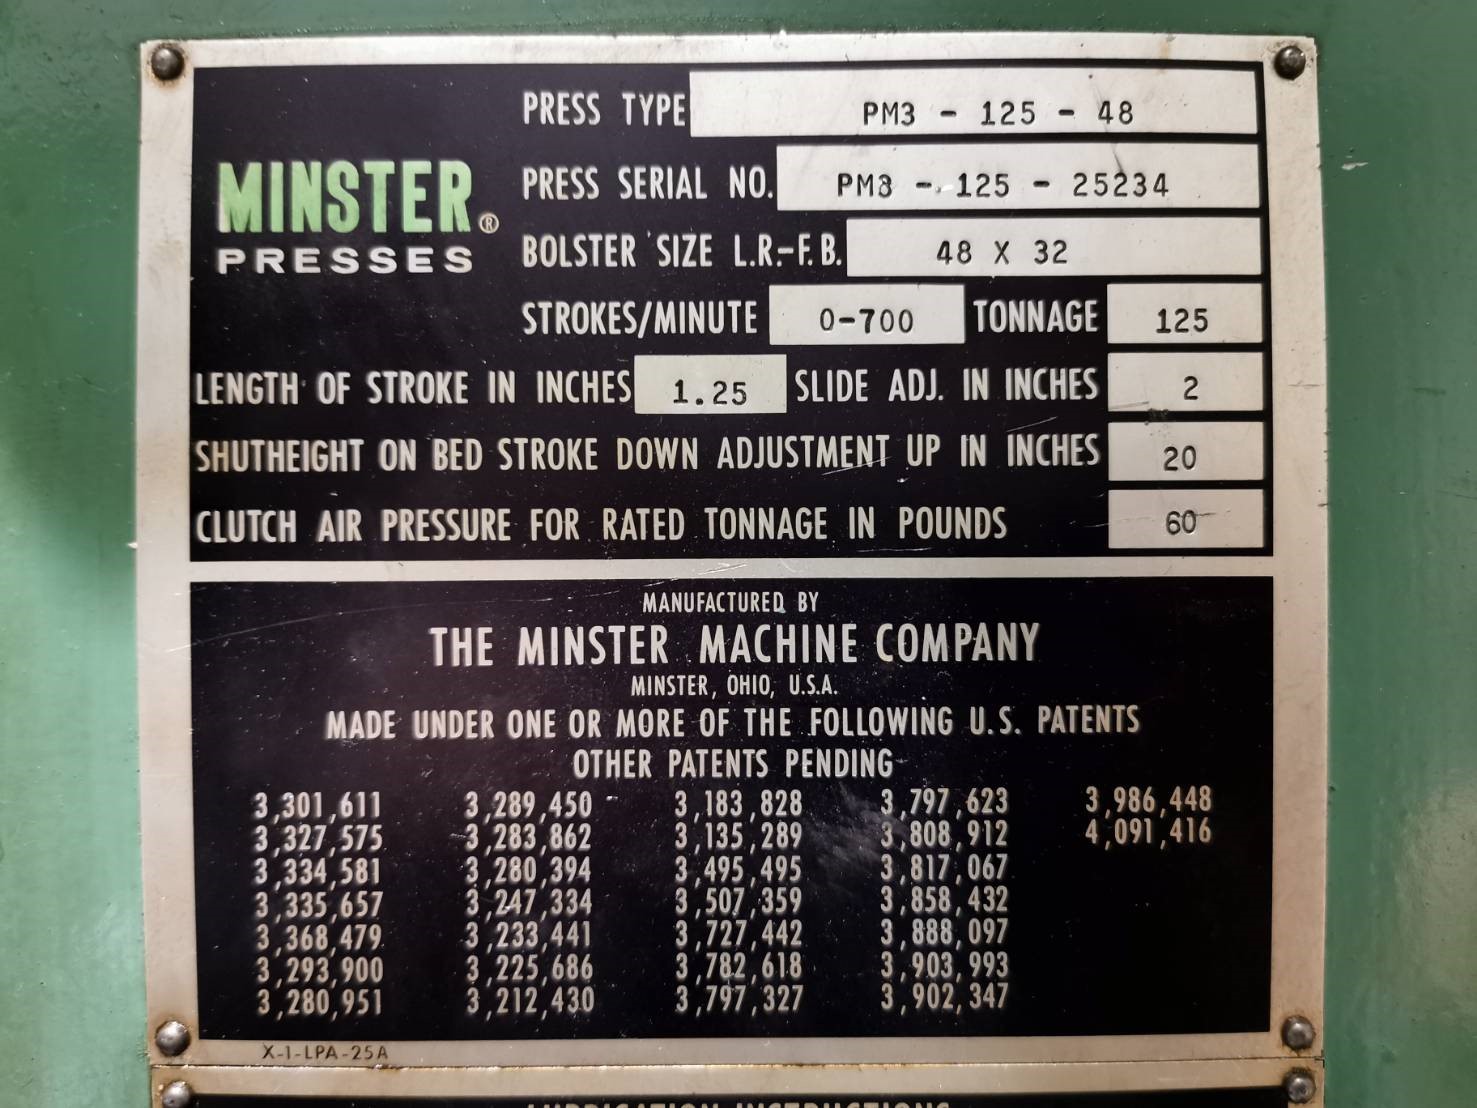 PRESS TYPE PM3 - 125 - 48
MINSTER®
PRESSES
PRESS SERIAL NO. PM3 - 125 - 25234
BOLSTER SIZE L.R.-F.B. 48 X 32
STROKES/MINUTE 0-700 TONNAGE 125
LENGTH OF STROKE IN INCHES 1.25 SLIDE ADJ. IN INCHES 2
SHUTHEIGHT ON BED STROKE DOWN ADJUSTMENT UP IN INCHES 20
CLUTCH AIR PRESSURE FOR RATED TONNAGE IN POUNDS 60
MANUFACTURED BY
THE MINSTER MACHINE COMPANY
MINSTER, OHIO, U.S.A.
MADE UNDER ONE OR MORE OF THE FOLLOWING U.S. PATENTS
OTHER PATENTS PENDING
3,301,611 3,289,450 3,183,828 3,797,623 3,986,448
3,327,575 3,283,862 3,135,289 3,808,912 4,091,416
3,334,581 3,280,394 3,495,495 3,817,067
3,335,657 3,247,334 3,507,359 3,858,432
3,368,479 3,233,441 3,727,442 3,888,097
3,293,900 3,225,686 3,782,618 3,903,993
3,280,951 3,212,430 3,797,327 3,902,347
X-1-LPA-25A
LUBRICATION INSTRUCTIONS